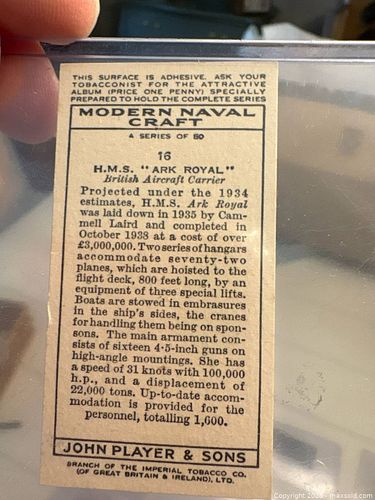 THIS SURFACE IS ADHESIVE. ASK YOUR
TOBACCONIST FOR THE ATTRACTIVE
ALBUM (PRICE ONE PENNY) SPECIALLY
PREPARED TO HOLD THE COMPLETE SERIES
MODERN NAVAL
CRAFT
A SERIES OF 50
16
H.M.S. "ARK ROYAL"
British Aircraft Carrier
Projected under the 1934
estimates, H.M.S. Ark Royal
was laid down in 1935 by Cam-
mell Laird and completed in
October 1938 at a cost of over
£3,000,000. Two series of hangars
accommodate seventy-two
planes, which are hoisted to the
flight deck, 800 feet long, by an
equipment of three special lifts.
Boats are stowed in embrasures
in the ship's sides, the cranes
for handling them being on spon-
sons. The main armament con-
sists of sixteen 4·5-inch guns on
high-angle mountings. She has
a speed of 31 knots with 100,000
h.p., and a displacement of
22,000 tons. Up-to-date accom-
modation is provided for the
personnel, totalling 1,600.
JOHN PLAYER & SONS
BRANCH OF THE IMPERIAL TOBACCO CO.
(OF GREAT BRITAIN & IRELAND), LTD.